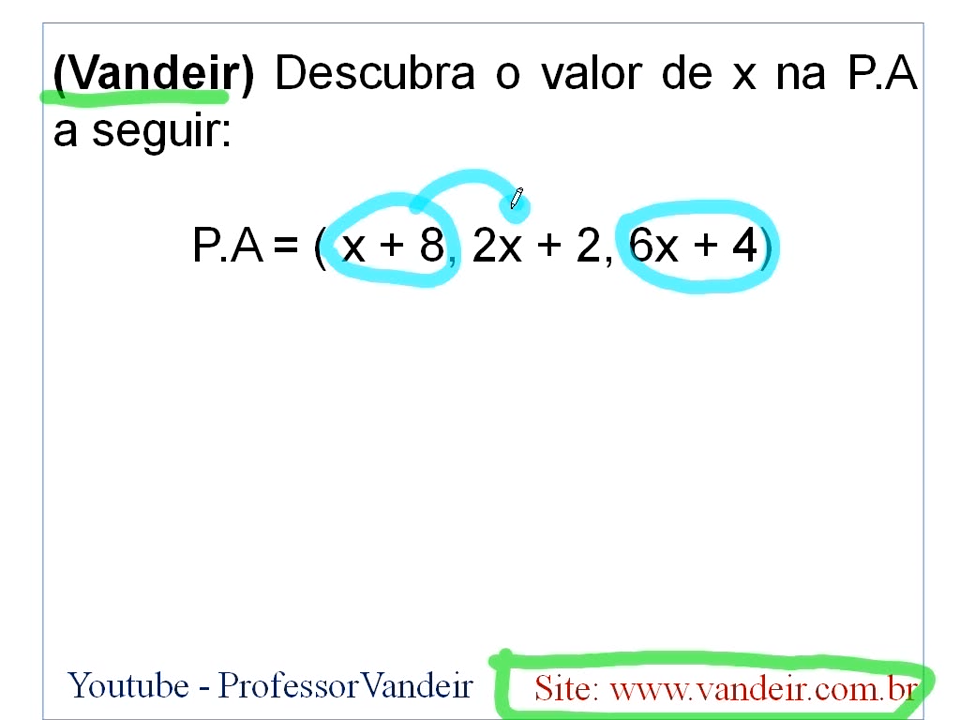 (Vandeir) Descubra o valor de x na P.A
a seguir:
P.A = ( x + 8, 2x + 2, 6x + 4)
Youtube - ProfessorVandeir
Site: www.vandeir.com.br